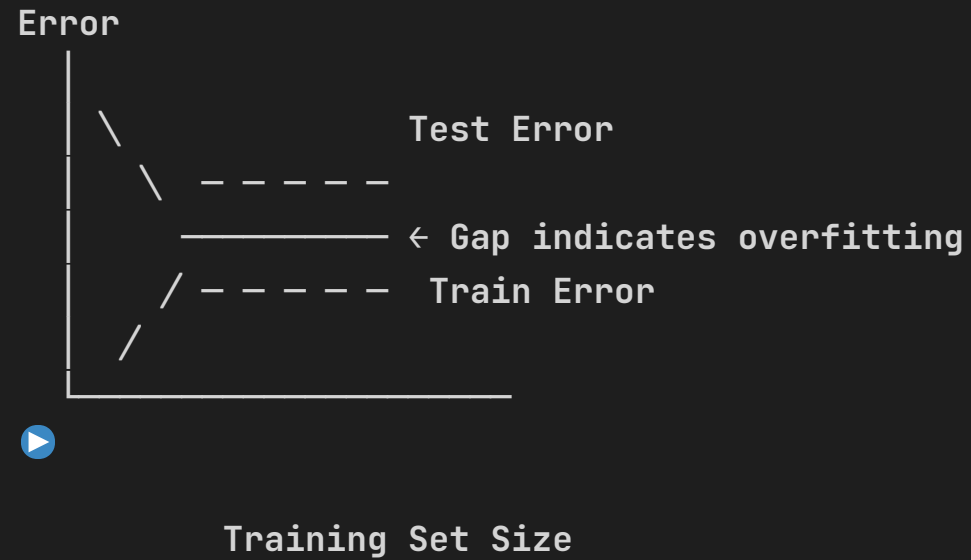 Error
Test Error
← Gap indicates overfitting
Train Error
Training Set Size